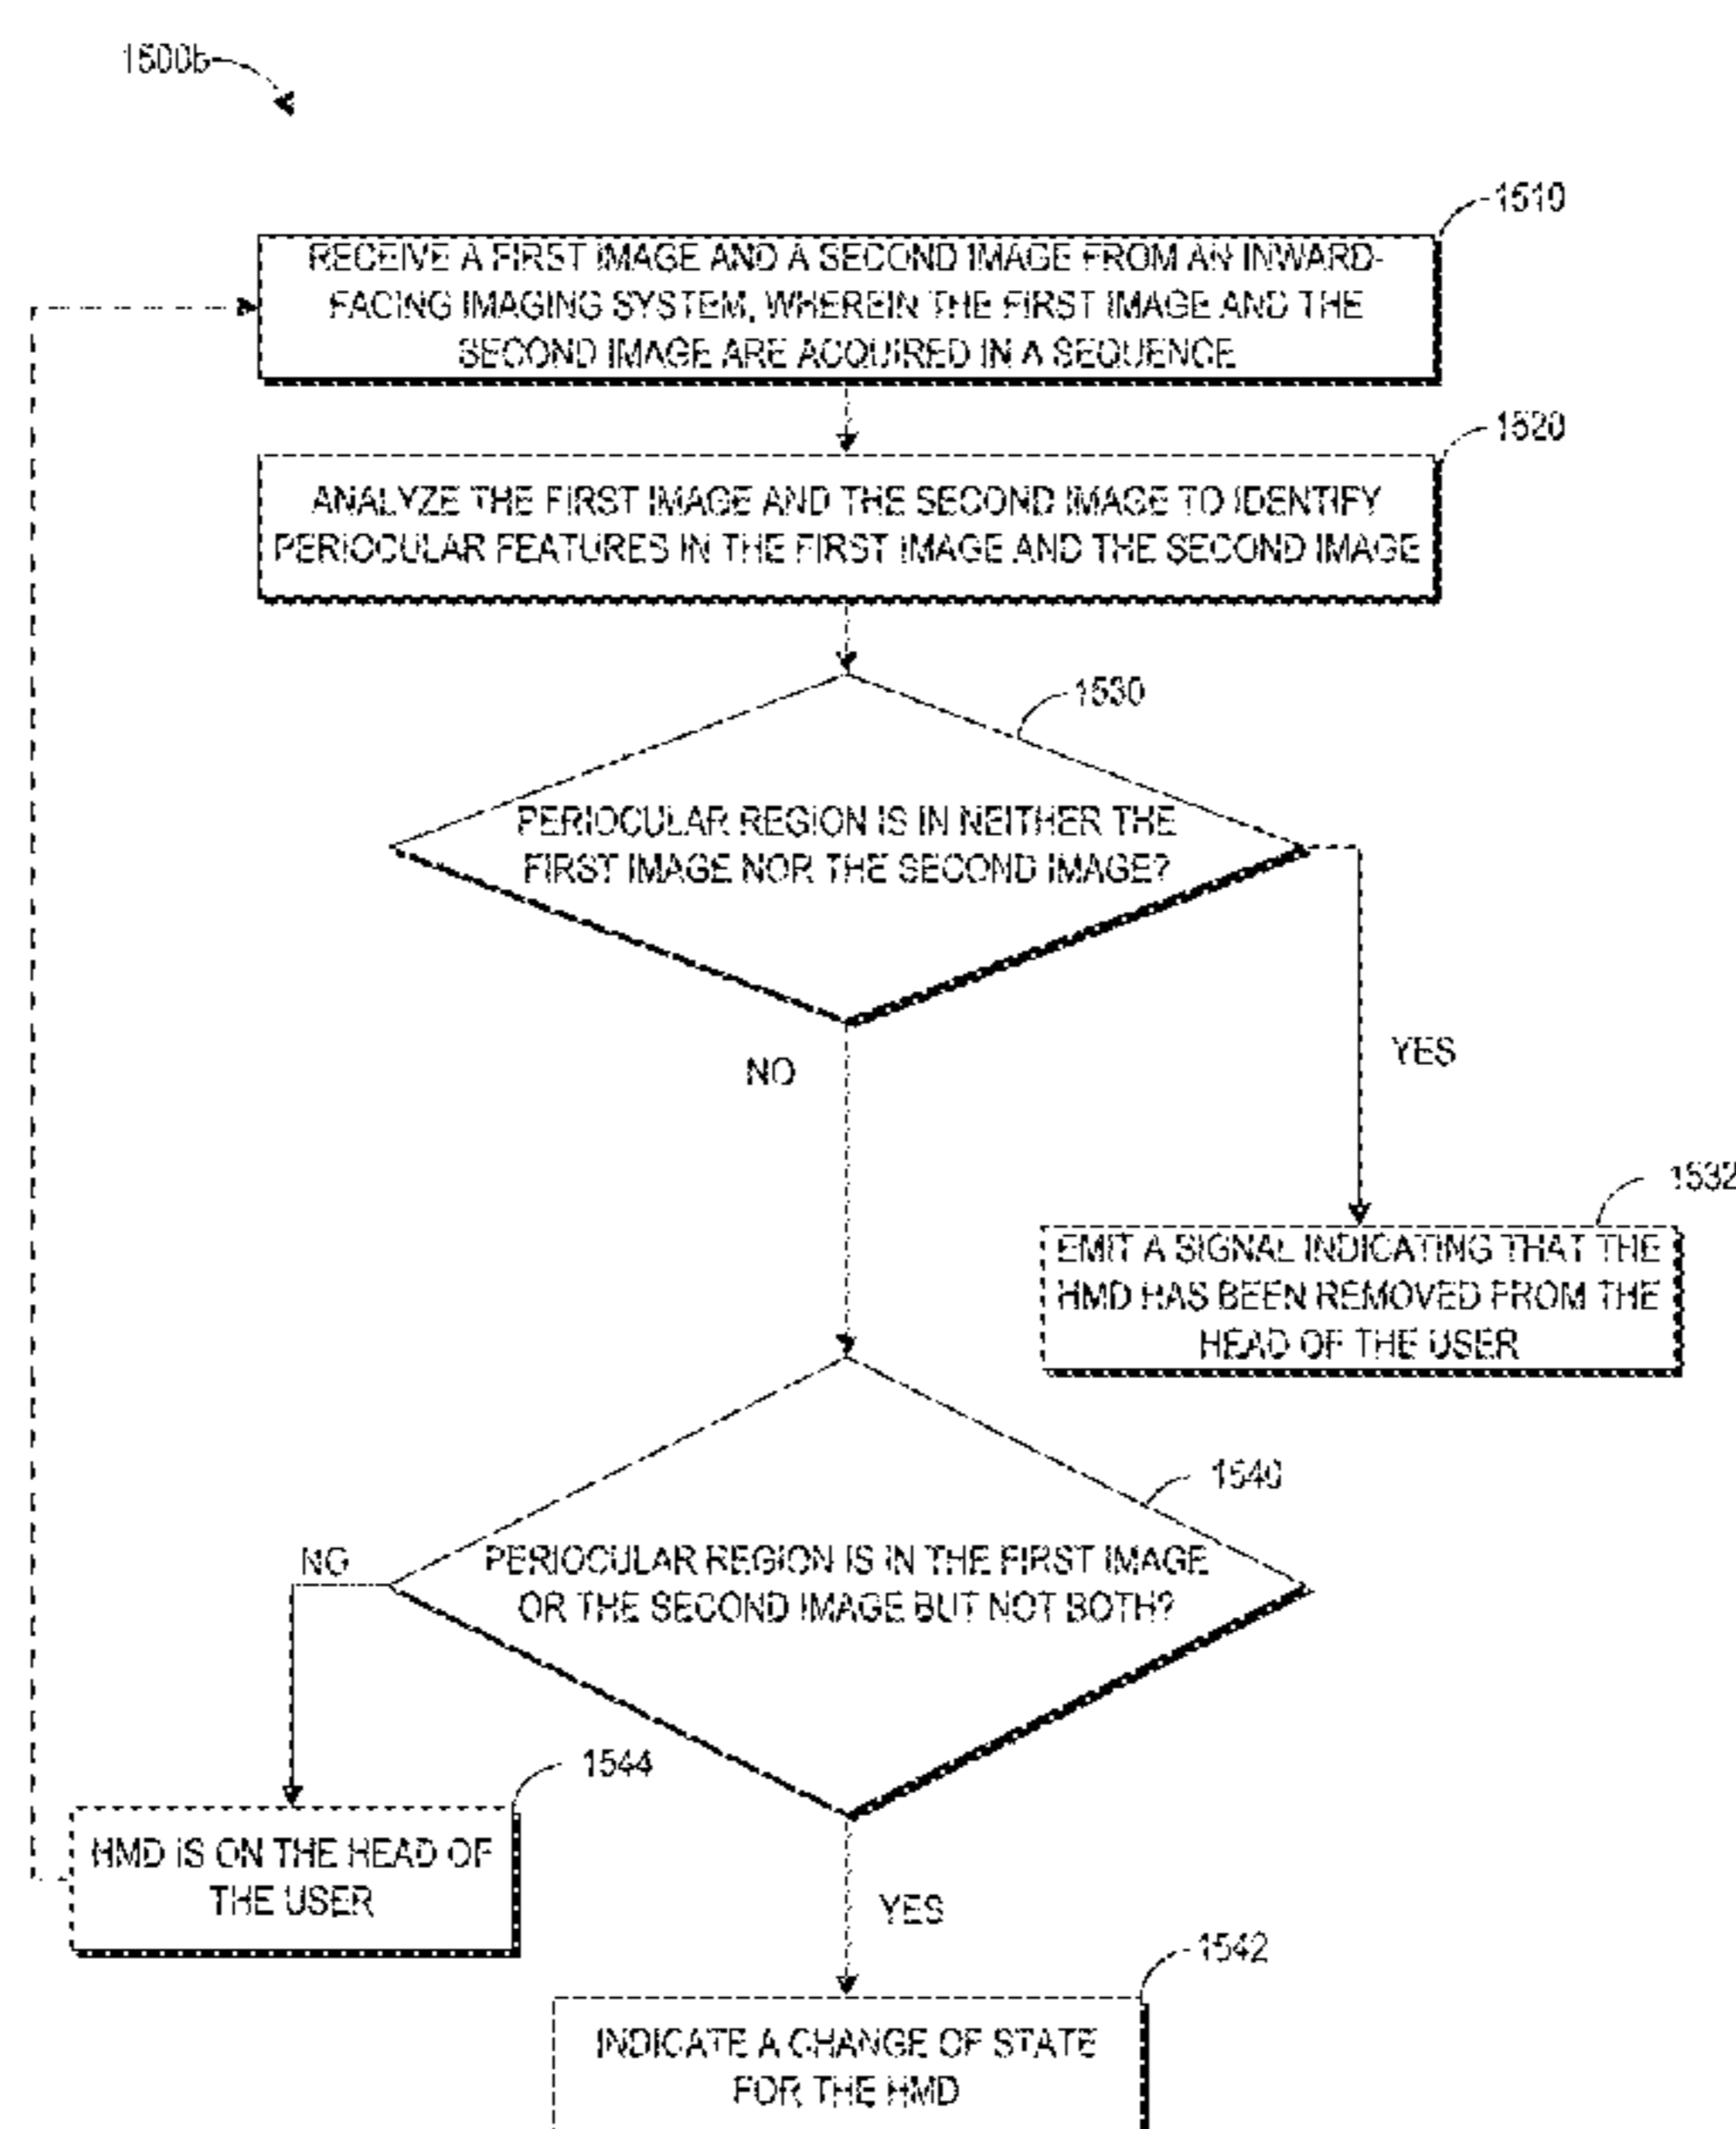 1500b
1510
RECEIVE A FIRST IMAGE AND A SECOND IMAGE FROM AN INWARD-
FACING IMAGING SYSTEM, WHEREIN THE FIRST IMAGE AND THE
SECOND IMAGE ARE ACQUIRED IN A SEQUENCE
1520
ANALYZE THE FIRST IMAGE AND THE SECOND IMAGE TO IDENTIFY
PERIOCULAR FEATURES IN THE FIRST IMAGE AND THE SECOND IMAGE
1530
PERIOCULAR REGION IS IN NEITHER THE
FIRST IMAGE NOR THE SECOND IMAGE?
YES
NO
1532
EMIT A SIGNAL INDICATING THAT THE
HMD HAS BEEN REMOVED FROM THE
HEAD OF THE USER
1540
PERIOCULAR REGION IS IN THE FIRST IMAGE
OR THE SECOND IMAGE BUT NOT BOTH?
NO
1544
HMD IS ON THE HEAD OF
THE USER
YES
1542
INDICATE A CHANGE OF STATE
FOR THE HMD